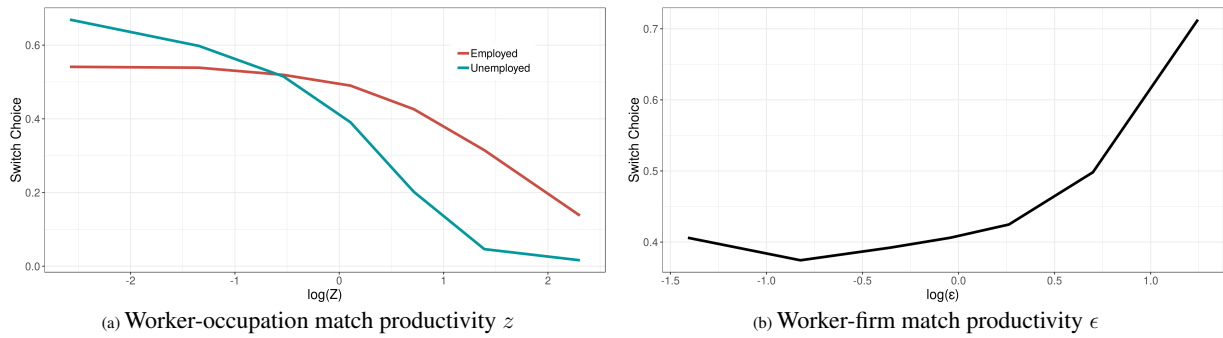 Switch Choice
0.6
0.4
0.2
0.0
Employed
Unemployed
-2
-1
0
1
2
log(Z)
(a) Worker-occupation match productivity z
Switch Choice
0.7
0.6
0.5
0.4
-1.5
-1.0
-0.5
0.0
0.5
1.0
log(ε)
(b) Worker-firm match productivity ϵ